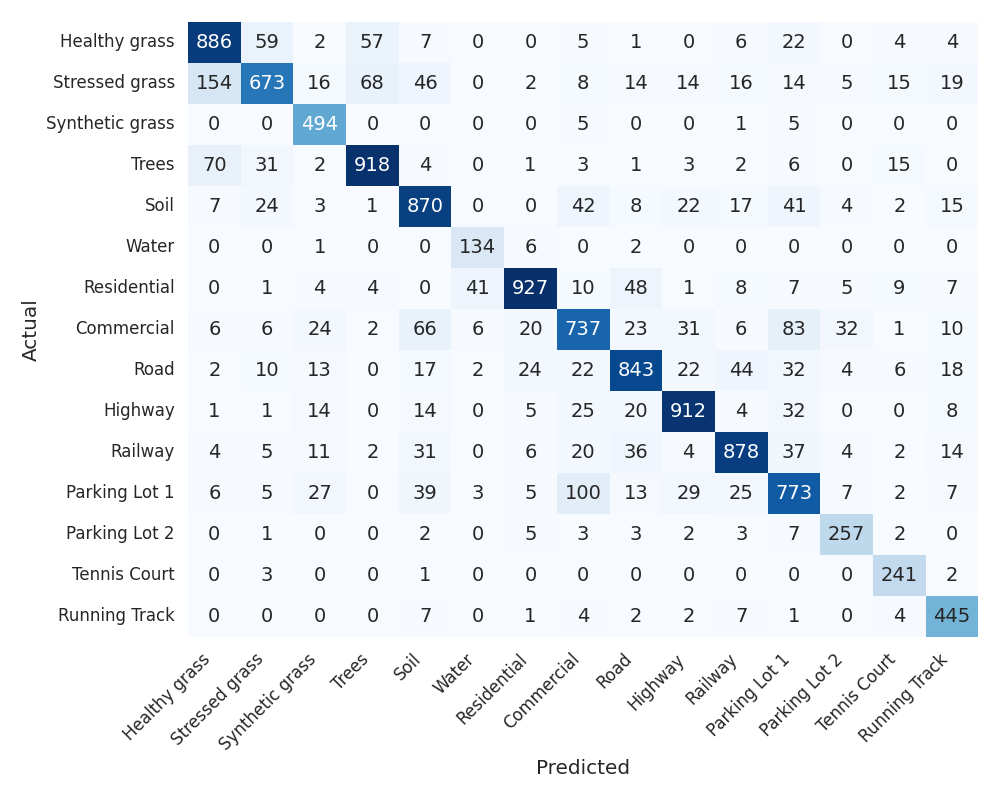 Healthy grass 886 59 2 57 7 0 0 5 1 0 6 22 0 4 4
Stressed grass 154 673 16 68 46 0 2 8 14 14 16 14 5 15 19
Synthetic grass 0 0 494 0 0 0 0 5 0 0 1 5 0 0 0
Trees 70 31 2 918 4 0 1 3 1 3 2 6 0 15 0
Soil 7 24 3 1 870 0 0 42 8 22 17 41 4 2 15
Water 0 0 1 0 0 134 6 0 2 0 0 0 0 0 0
Residential 0 1 4 4 0 41 927 10 48 1 8 7 5 9 7
Commercial 6 6 24 2 66 6 20 737 23 31 6 83 32 1 10
Road 2 10 13 0 17 2 24 22 843 22 44 32 4 6 18
Highway 1 1 14 0 14 0 5 25 20 912 4 32 0 0 8
Railway 4 5 11 2 31 0 6 20 36 4 878 37 4 2 14
Parking Lot 1 6 5 27 0 39 3 5 100 13 29 25 773 7 2 7
Parking Lot 2 0 1 0 0 2 0 5 3 3 2 3 7 257 2 0
Tennis Court 0 3 0 0 1 0 0 0 0 0 0 0 0 241 2
Running Track 0 0 0 0 7 0 1 4 2 2 7 1 0 4 445
Actual
Healthy grass
Stressed grass
Synthetic grass
Trees
Soil
Water
Residential
Commercial
Road
Highway
Railway
Parking Lot 1
Parking Lot 2
Tennis Court
Running Track
Predicted